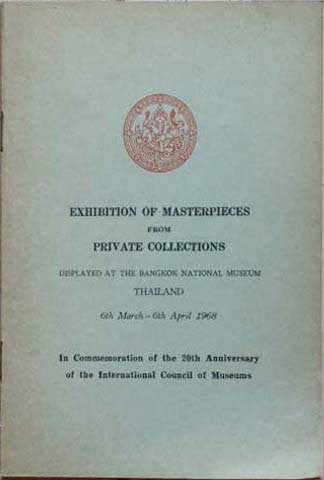 EXHIBITION OF MASTERPIECES
FROM
PRIVATE COLLECTIONS
DISPLAYED AT THE BANGKOK NATIONAL MUSEUM
THAILAND
6th March – 6th April 1968
In Commemoration of the 20th Anniversary
of the International Council of Museums